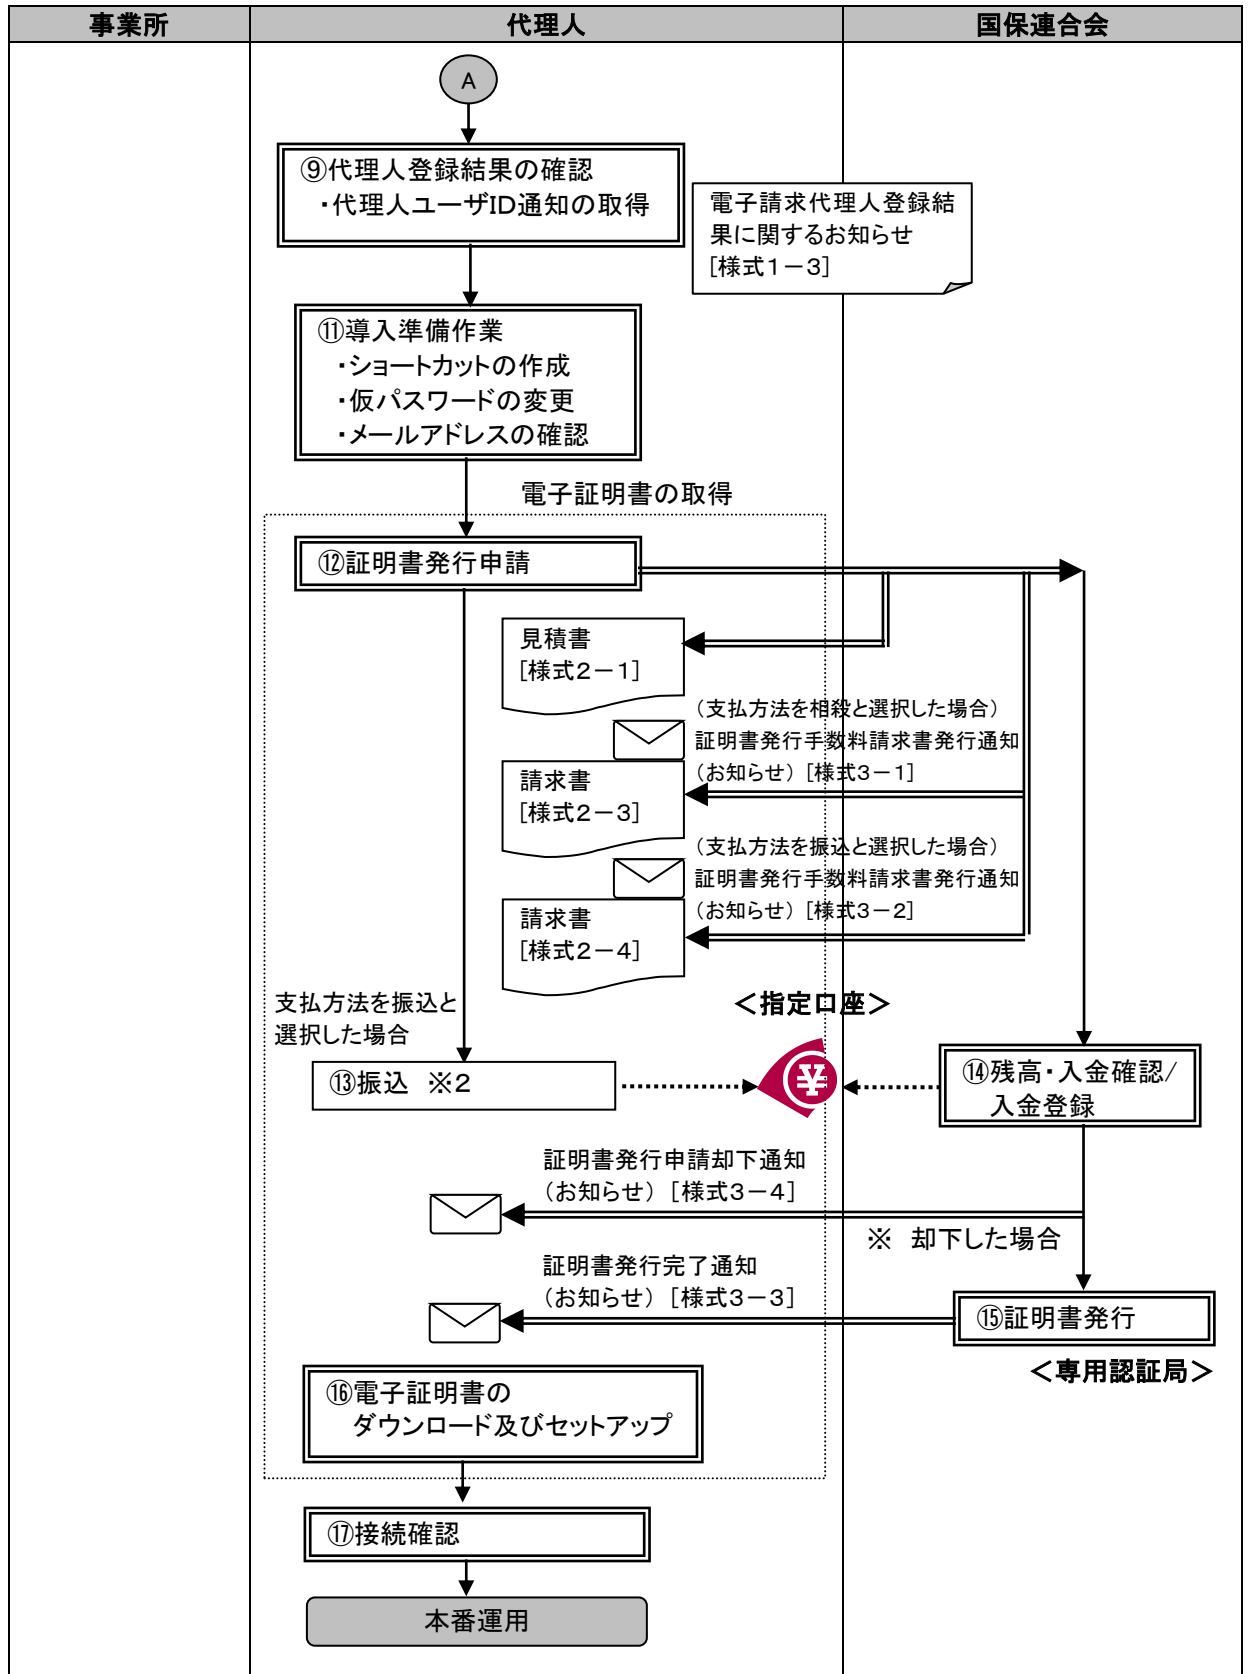 事業所
代理人
国保連合会
A
⑨代理人登録結果の確認
・代理人ユーザID通知の取得
電子請求代理人登録結
果に関するお知らせ
[様式1－3]
⑪導入準備作業
・ショートカットの作成
・仮パスワードの変更
・メールアドレスの確認
電子証明書の取得
⑫証明書発行申請
見積書
[様式2－1]
（支払方法を相殺と選択した場合）
証明書発行手数料請求書発行通知
（お知らせ）[様式3－1]
請求書
[様式2－3]
（支払方法を振込と選択した場合）
証明書発行手数料請求書発行通知
（お知らせ）[様式3－2]
請求書
[様式2－4]
＜指定口座＞
支払方法を振込と
選択した場合
⑬振込 ※2
¥
⑭残高・入金確認/
入金登録
証明書発行申請却下通知
（お知らせ）[様式3－4]
※ 却下した場合
証明書発行完了通知
（お知らせ）[様式3－3]
⑮証明書発行
＜専用認証局＞
⑯電子証明書の
ダウンロード及びセットアップ
⑰接続確認
本番運用